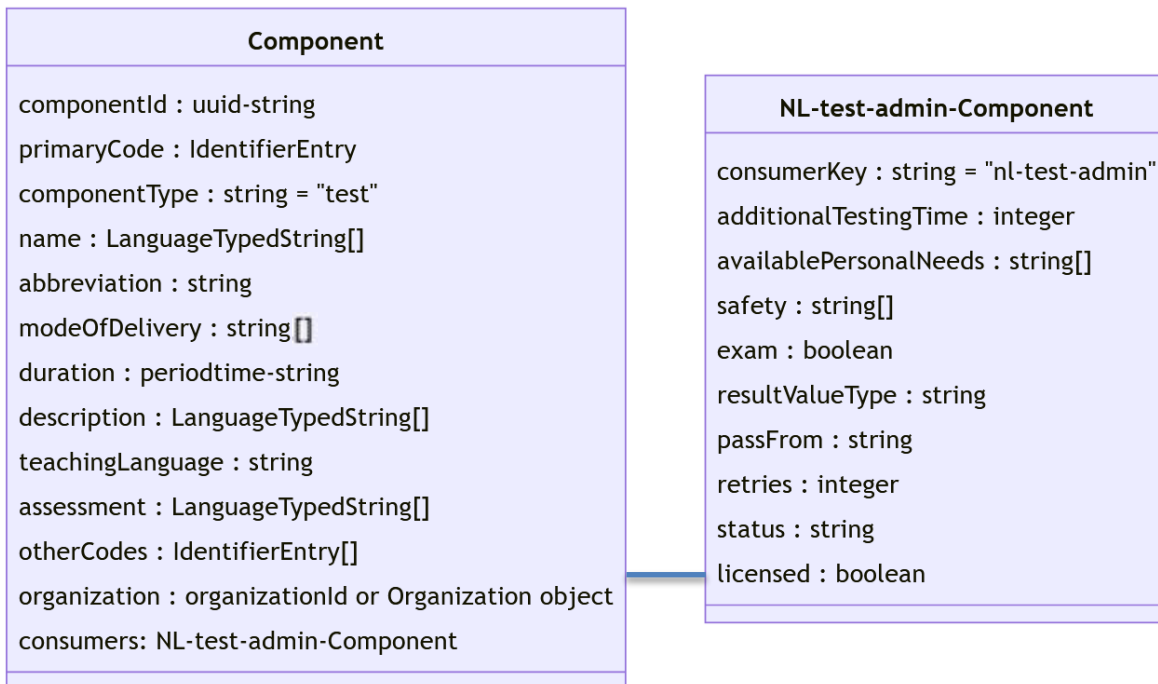 Component
componentId : uuid-string
primaryCode : IdentifierEntry
componentType : string = "test"
name : LanguageTypedString[]
abbreviation : string
modeOfDelivery : string[]
duration : periodtime-string
description : LanguageTypedString[]
teachingLanguage : string
assessment : LanguageTypedString[]
otherCodes : IdentifierEntry[]
organization : organizationId or Organization object
consumers: NL-test-admin-Component
NL-test-admin-Component
consumerKey : string = "nl-test-admin"
additionalTestingTime : integer
availablePersonalNeeds : string[]
safety : string[]
exam : boolean
resultValueType : string
passFrom : string
retries : integer
status : string
licensed : boolean